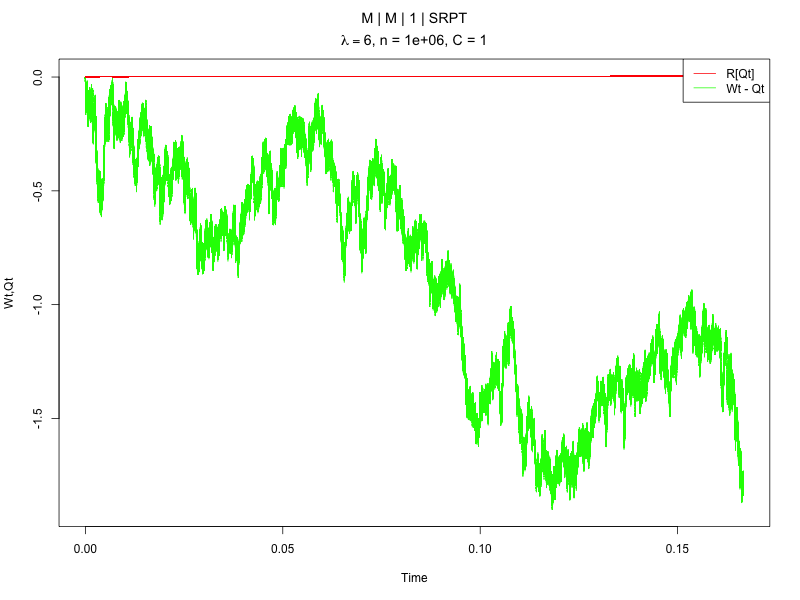 M | M | 1 | SRPT
λ = 6, n = 1e+06, C = 1
R[Qt]
Wt - Qt
Wt,Qt
0.0
-0.5
-1.0
-1.5
0.00 0.05 0.10 0.15
Time